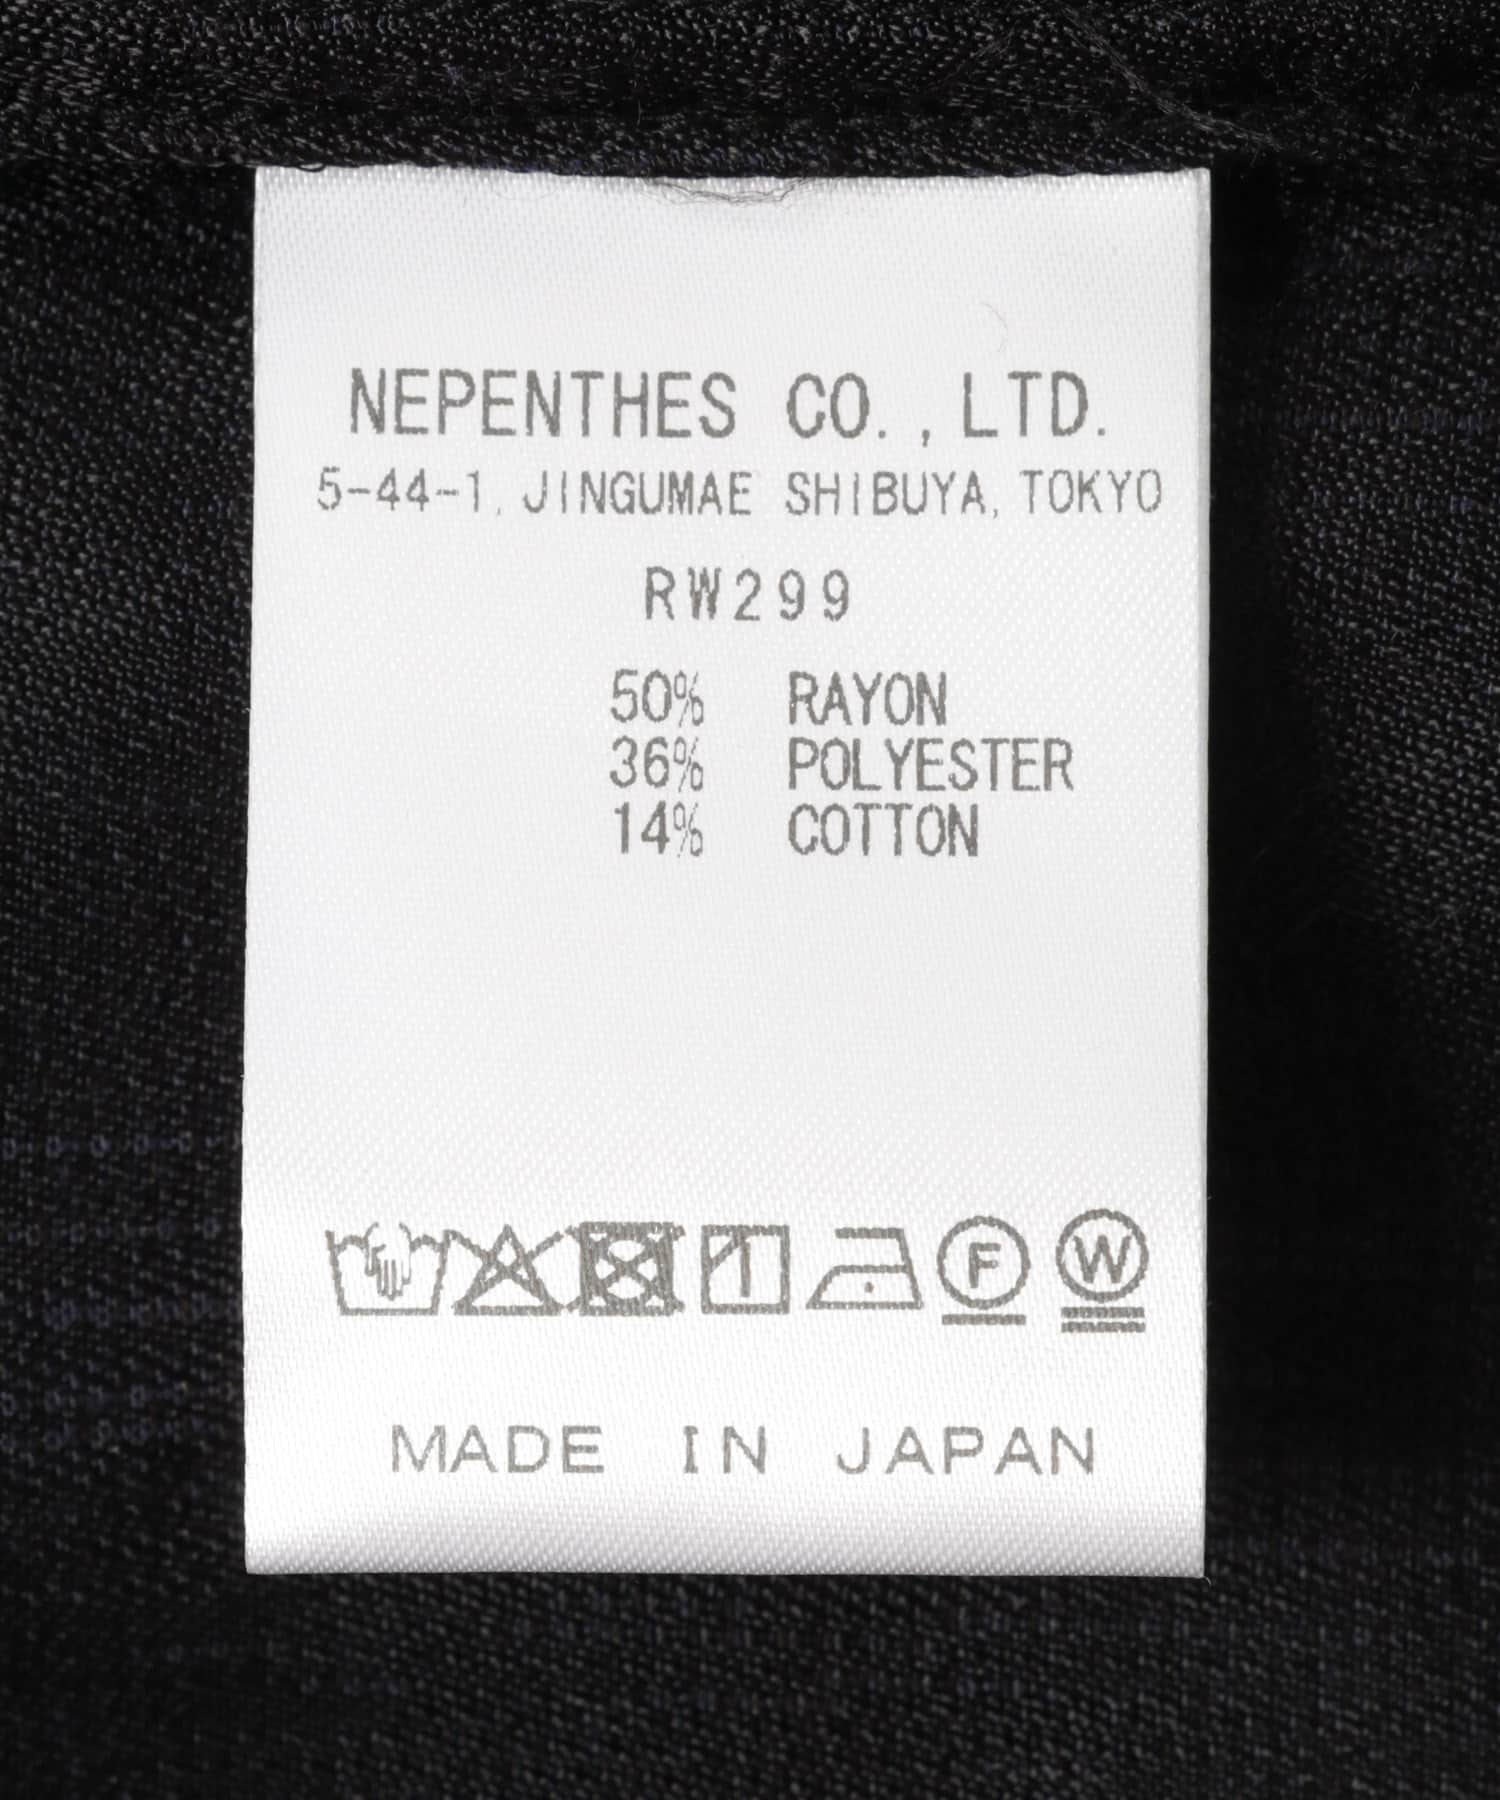 NEPENTHES CO., LTD.
5-44-1, JINGUMAE SHIBUYA, TOKYO
RW299
50% RAYON
36% POLYESTER
14% COTTON
F W
MADE IN JAPAN